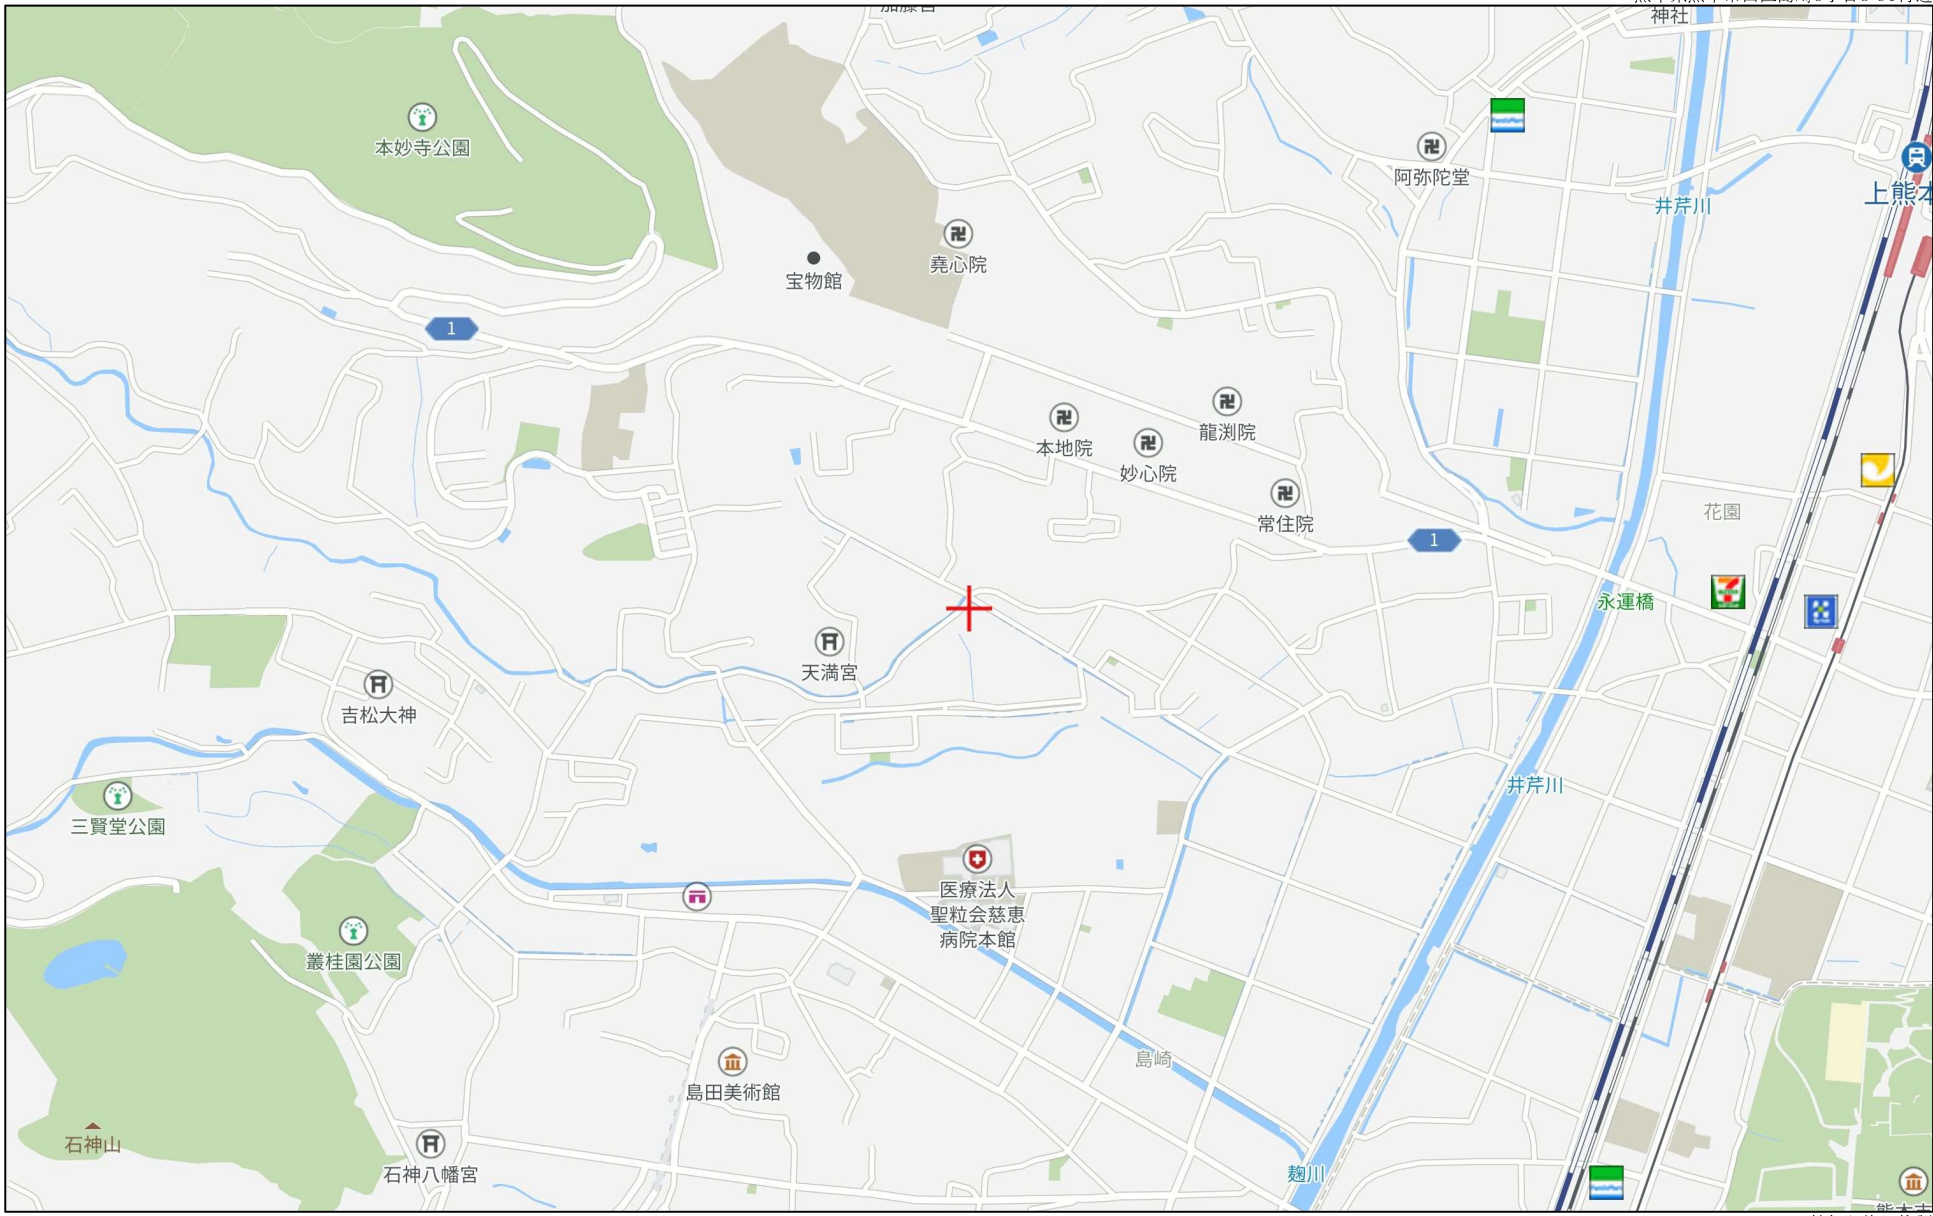 神社
本妙寺公園
阿弥陀堂
井芹川
上熊本
堯心院
宝物館
1
龍渕院
本地院
妙心院
常住院
花園
1
永運橋
天満宮
吉松大神
井芹川
三賢堂公園
医療法人
聖粒会慈恵
病院本館
叢桂園公園
島崎
島田美術館
石神山
石神八幡宮
麹川